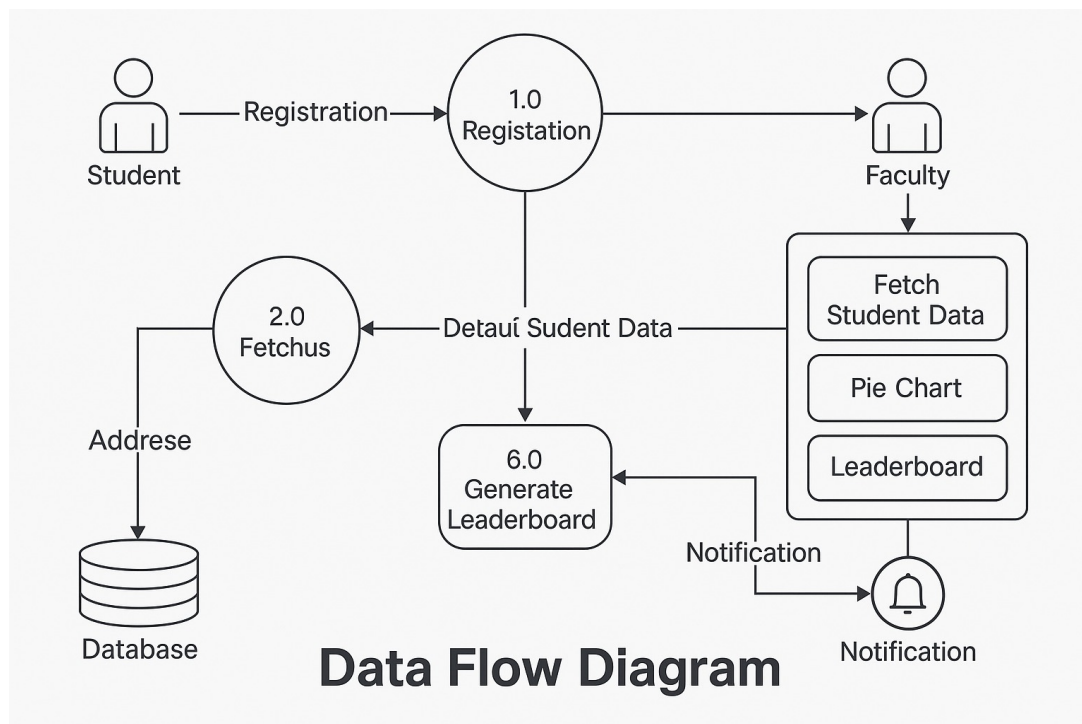 Registration
1.0
Registation
Student
Faculty
Fetch
Student Data
2.0
Fetchus
Detauí Sudent Data
Pie Chart
Addrese
6.0
Generate
Leaderboard
Leaderboard
Notification
Database
Notification
Data Flow Diagram